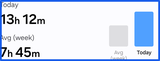 Today
13h 12m
Avg (week)
7h 45m
Avg
(week)
Today